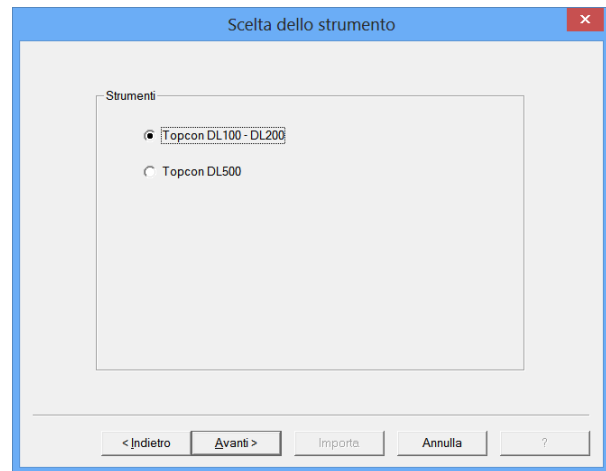 Scelta dello strumento
Strumenti
Topcon DL100 - DL200
Topcon DL500
< Indietro Avanti > Importa Annulla ?